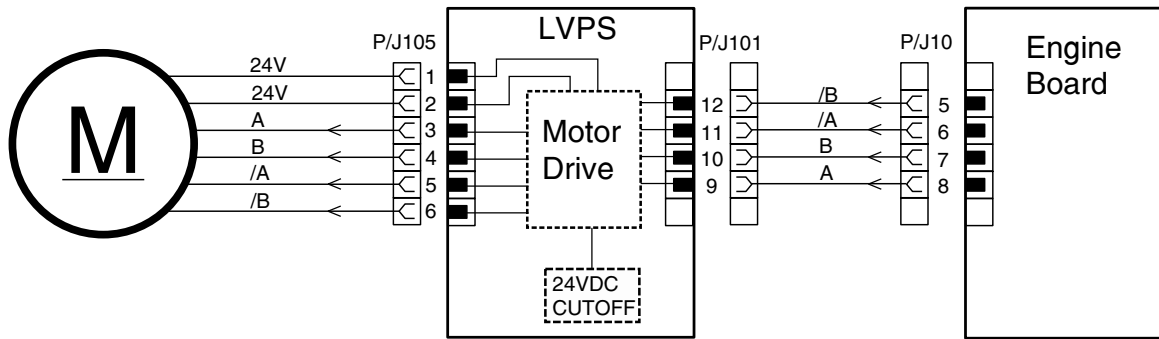 P/J105
LVPS
P/J101
P/J10
Engine
Board
M
24V
24V
A
B
/A
/B
1
2
3
4
5
6
Motor
Drive
24VDC
CUTOFF
12
11
10
9
/B
/A
B
A
5
6
7
8